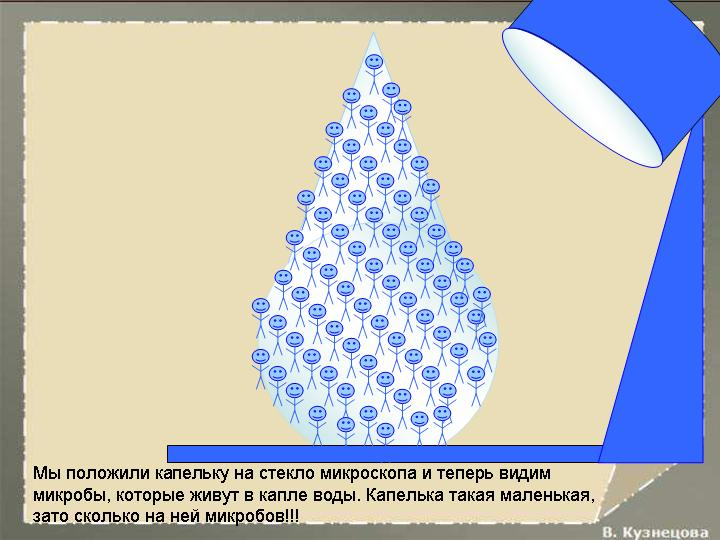 Мы положили капельку на стекло микроскопа и теперь видим
микробы, которые живут в капле воды. Капелька такая маленькая,
зато сколько на ней микробов!!!
В. Кузнецова